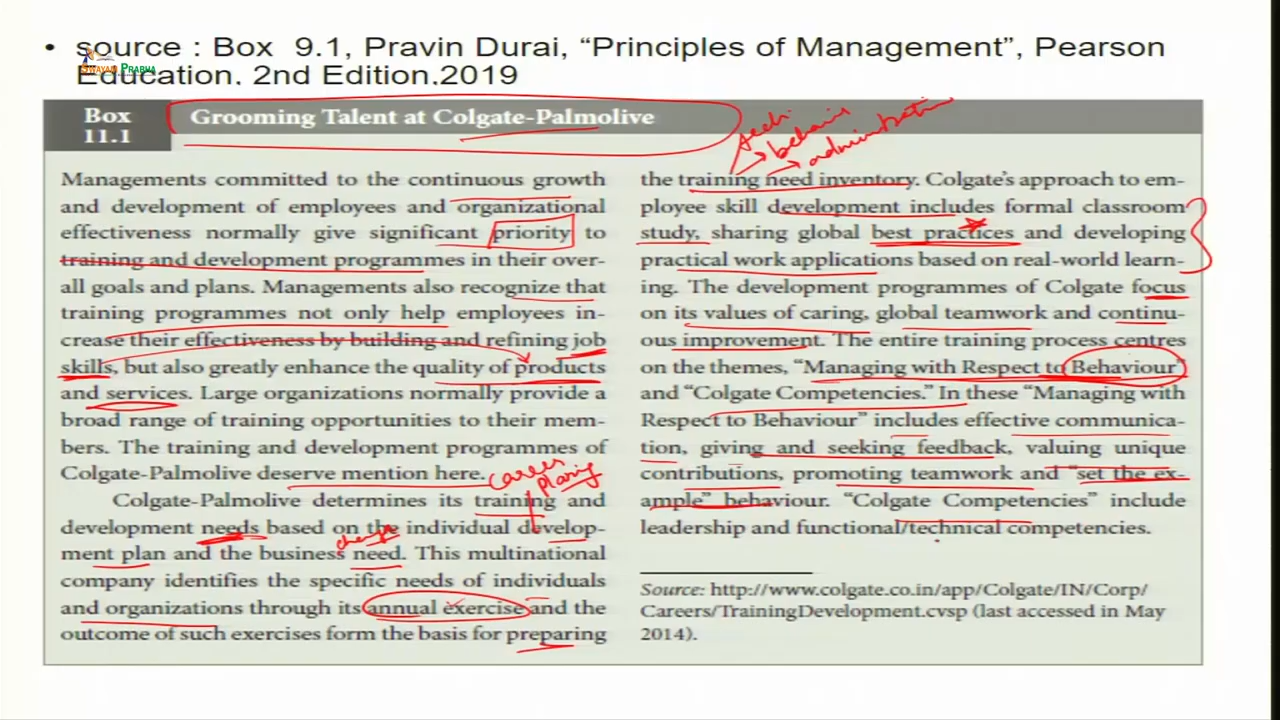 • source : Box 9.1, Pravin Durai, “Principles of Management”, Pearson
Education, 2nd Edition,2019
SWAYAM PRABHA
Box
11.1
Grooming Talent at Colgate-Palmolive
Managements committed to the continuous growth
and development of employees and organizational
effectiveness normally give significant priority to
training and development programmes in their over-
all goals and plans. Managements also recognize that
training programmes not only help employees in-
crease their effectiveness by building and refining job
skills, but also greatly enhance the quality of products
and services. Large organizations normally provide a
broad range of training opportunities to their mem-
bers. The training and development programmes of
Colgate-Palmolive deserve mention here.
career
planing
Colgate-Palmolive determines its training and
development needs based on the individual develop-
change
ment plan and the business need. This multinational
company identifies the specific needs of individuals
and organizations through its annual exercise and the
outcome of such exercises form the basis for preparing
tech
behavior
administration
the training need inventory. Colgate’s approach to em-
ployee skill development includes formal classroom
study, sharing global best practices and developing
practical work applications based on real-world learn-
ing. The development programmes of Colgate focus
on its values of caring, global teamwork and continu-
ous improvement. The entire training process centres
on the themes, “Managing with Respect to Behaviour”
and “Colgate Competencies.” In these “Managing with
Respect to Behaviour” includes effective communica-
tion, giving and seeking feedback, valuing unique
contributions, promoting teamwork and “set the ex-
ample” behaviour. “Colgate Competencies” include
leadership and functional/technical competencies.
Source: http://www.colgate.co.in/app/Colgate/IN/Corp/
Careers/TrainingDevelopment.cvsp (last accessed in May
2014).